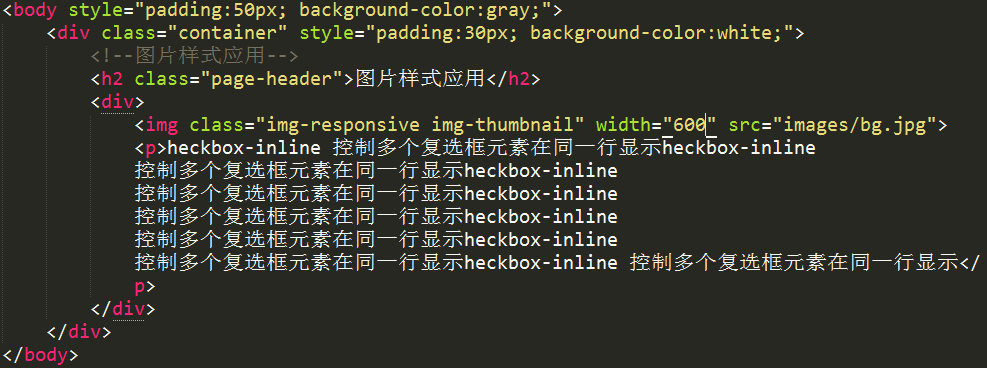 <body style="padding:50px; background-color:gray;">
<div class="container" style="padding:30px; background-color:white;">
<!--图片样式应用-->
<h2 class="page-header">图片样式应用</h2>
<div>
<img class="img-responsive img-thumbnail" width="600" src="images/bg.jpg">
<p>heckbox-inline 控制多个复选框元素在同一行显示heckbox-inline
控制多个复选框元素在同一行显示heckbox-inline
控制多个复选框元素在同一行显示heckbox-inline
控制多个复选框元素在同一行显示heckbox-inline
控制多个复选框元素在同一行显示heckbox-inline
控制多个复选框元素在同一行显示heckbox-inline 控制多个复选框元素在同一行显示</
p>
</div>
</div>
</body>